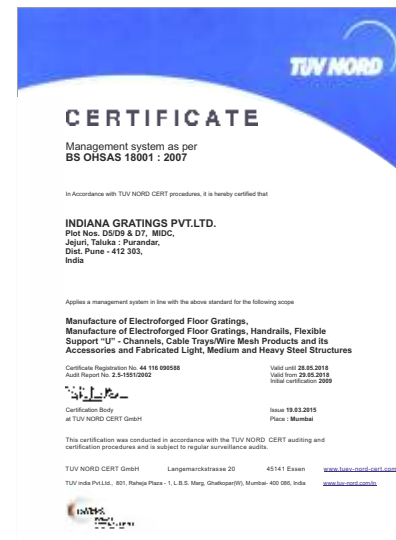 TUV NORD
CERTIFICATE
Management system as per
BS OHSAS 18001 : 2007
In Accordance with TUV NORD CERT procedures, it is hereby certified that
INDIANA GRATINGS PVT.LTD.
Plot Nos. D5/D9 & D7, MIDC,
Jejuri, Taluka : Purandar,
Dist. Pune - 412 303,
India
Applies a management system in line with the above standard for the following scope
Manufacture of Electroforged Floor Gratings,
Manufacture of Electroforged Floor Gratings, Handrails, Flexible
Support "U" - Channels, Cable Trays/Wire Mesh Products and its
Accessories and Fabricated Light, Medium and Heavy Steel Structures
Certificate Registration No. 44 116 090588
Audit Report No. 2.5-1551/2002
Valid until 28.05.2018
Valid from 29.05.2018
Initial certification 2009
Certification Body
at TUV NORD CERT GmbH
Issue 19.03.2015
Place : Mumbai
This certification was conducted in accordance with the TUV NORD CERT auditing and
certification procedures and is subject to regular surveillance audits.
TUV NORD CERT GmbH Langemarckstrasse 20 45141 Essen www.tuev-nord-cert.com
TUV india Pvt.Ltd., 801, Raheja Plaza - 1, L.B.S. Marg, Ghatkopar(W), Mumbai- 400 086, India www.tuv-nord.com/in